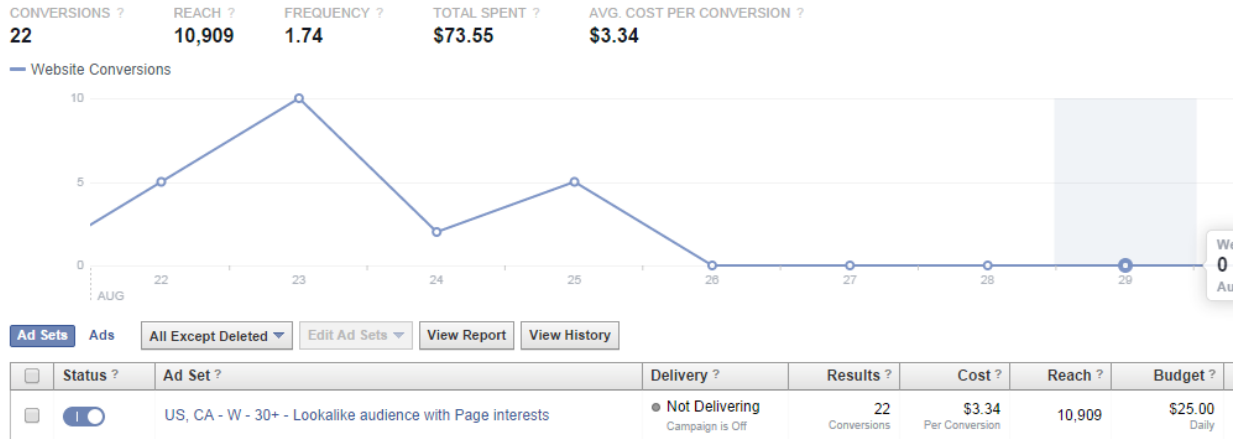 CONVERSIONS ? REACH ? FREQUENCY ? TOTAL SPENT ? AVG. COST PER CONVERSION ?
22 10,909 1.74 $73.55 $3.34
Website Conversions
10
5
0
We
0
Au
22 23 24 25 26 27 28 29
AUG
Ad Sets Ads All Except Deleted Edit Ad Sets View Report View History
Status ? Ad Set ? Delivery ? Results ? Cost ? Reach ? Budget ?
US, CA - W - 30+ - Lookalike audience with Page interests Not Delivering 22 $3.34 10,909 $25.00
Campaign is Off Conversions Per Conversion Daily